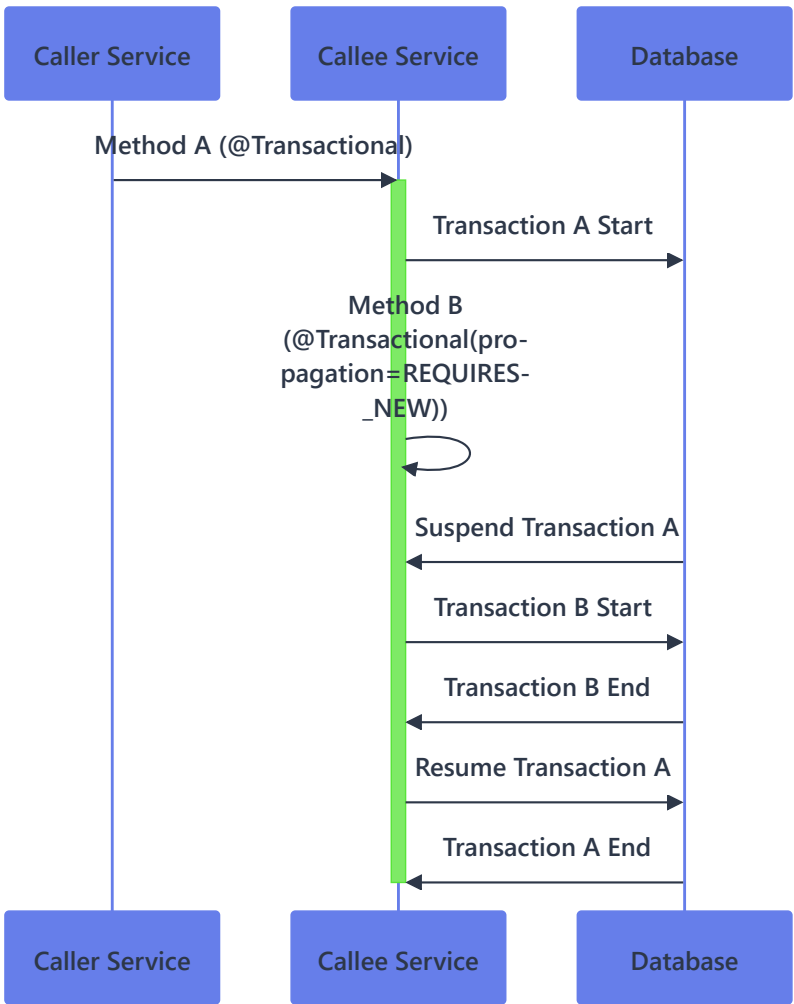 Caller Service
Callee Service
Database
Method A (@Transactional)
Transaction A Start
Method B
(@Transactional(pro-
pagation=REQUIRES-
_NEW))
Suspend Transaction A
Transaction B Start
Transaction B End
Resume Transaction A
Transaction A End
Caller Service
Callee Service
Database